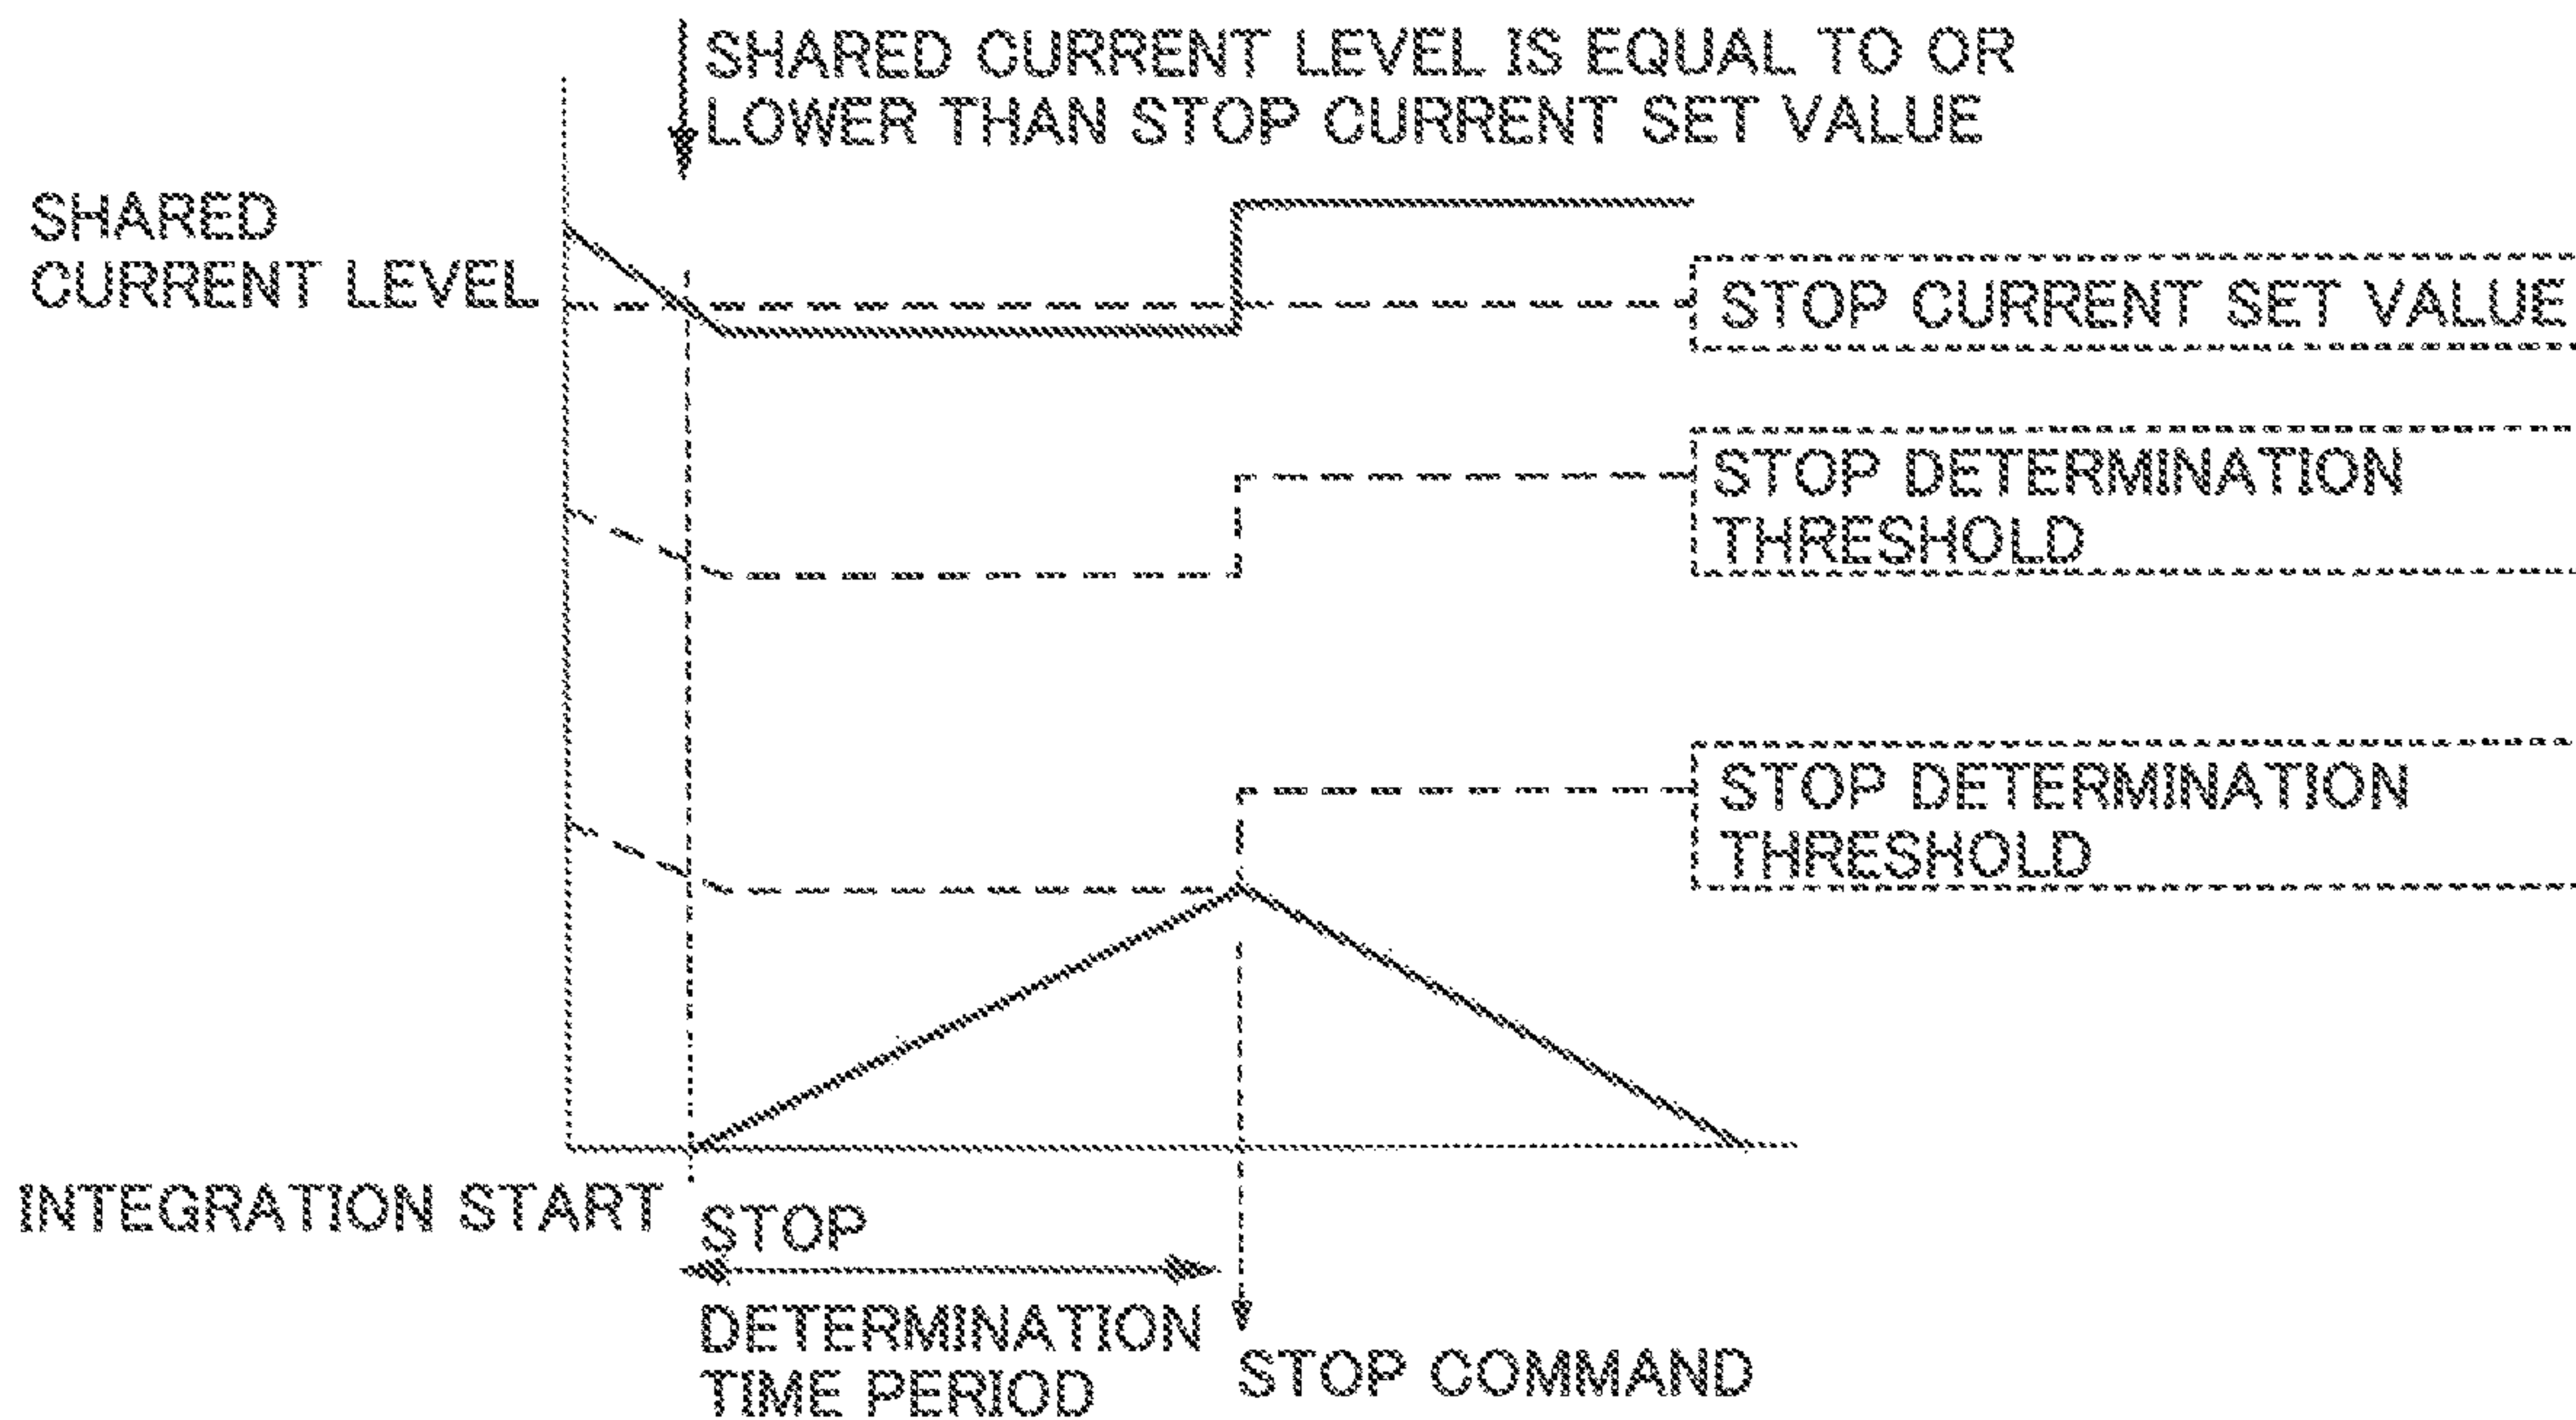 SHARED CURRENT LEVEL IS EQUAL TO OR
LOWER THAN STOP CURRENT SET VALUE
SHARED
CURRENT LEVEL
STOP CURRENT SET VALUE
STOP DETERMINATION
THRESHOLD
STOP DETERMINATION
THRESHOLD
INTEGRATION START
STOP
DETERMINATION
TIME PERIOD
STOP COMMAND